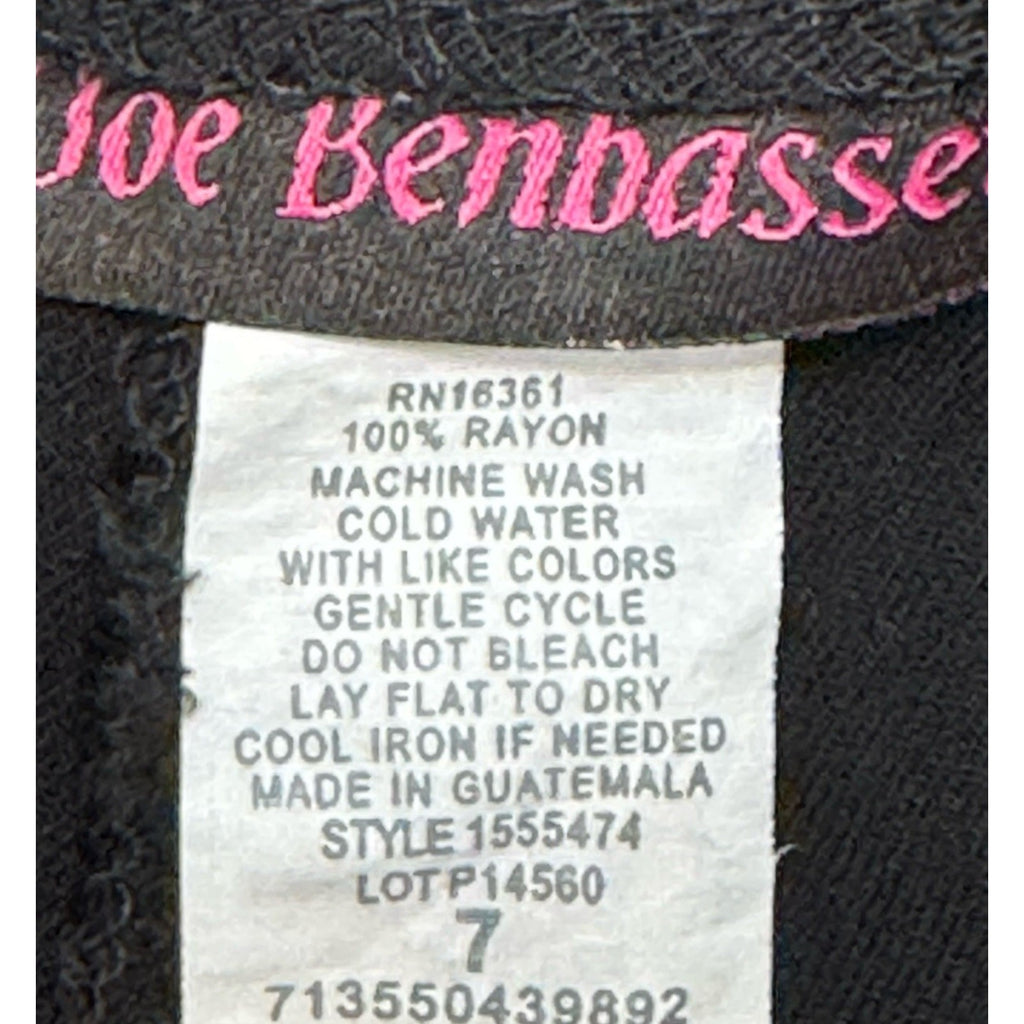 Joe Benbasse
RN16361
100% RAYON
MACHINE WASH
COLD WATER
WITH LIKE COLORS
GENTLE CYCLE
DO NOT BLEACH
LAY FLAT TO DRY
COOL IRON IF NEEDED
MADE IN GUATEMALA
STYLE 1555474
LOT P14560
7
713550439892